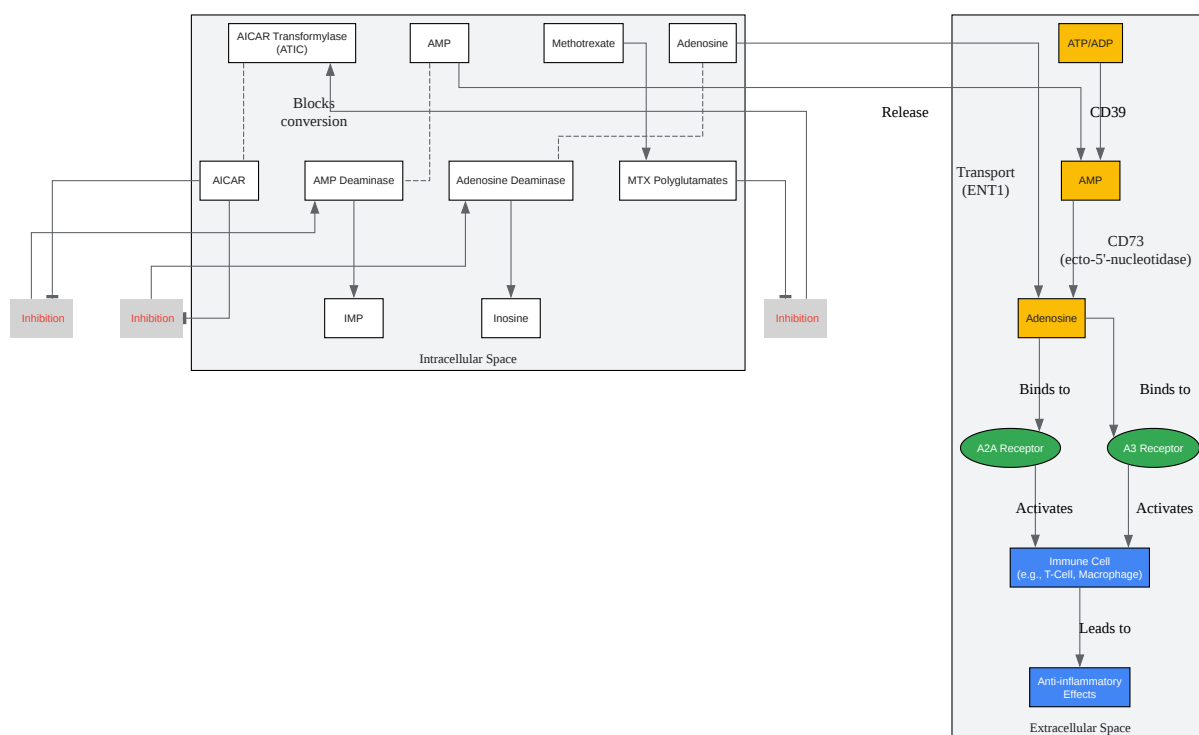 AICAR Transformylase
(ATIC)
AMP
Methotrexate
Adenosine
ATP/ADP
Blocks
conversion
Release
CD39
AICAR
AMP Deaminase
Adenosine Deaminase
MTX Polyglutamates
Transport
(ENT1)
AMP
CD73
(ecto-5'-nucleotidase)
Inhibition
Inhibition
IMP
Inosine
Inhibition
Adenosine
Intracellular Space
Binds to
Binds to
A2A Receptor
A3 Receptor
Activates
Activates
Immune Cell
(e.g., T-Cell, Macrophage)
Leads to
Anti-inflammatory
Effects
Extracellular Space